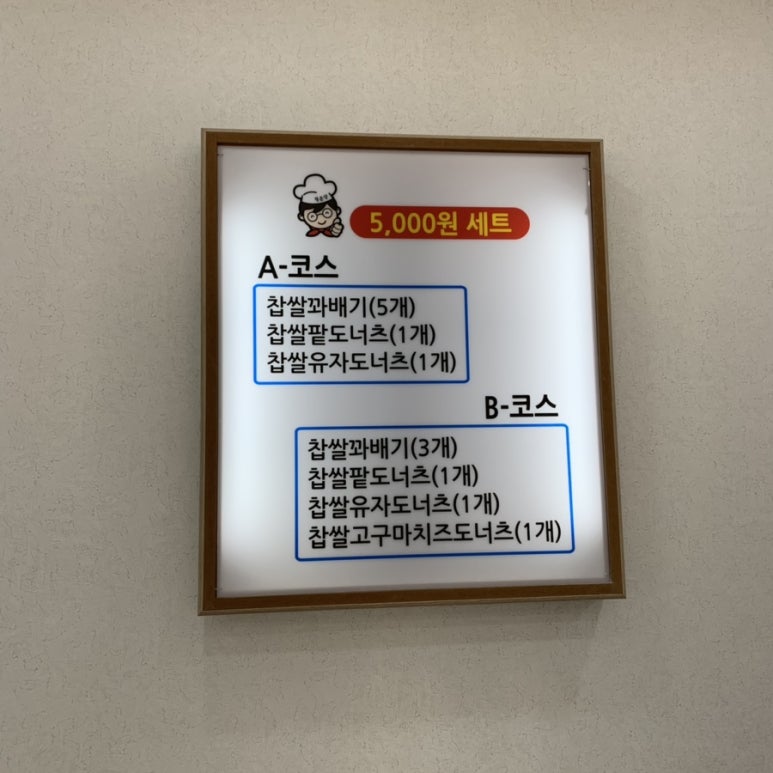 5,000원 세트
A-코스
찹쌀꽈배기(5개)
찹쌀팥도너츠(1개)
찹쌀유자도너츠(1개)
B-코스
찹쌀꽈배기(3개)
찹쌀팥도너츠(1개)
찹쌀유자도너츠(1개)
찹쌀고구마치즈도너츠(1개)